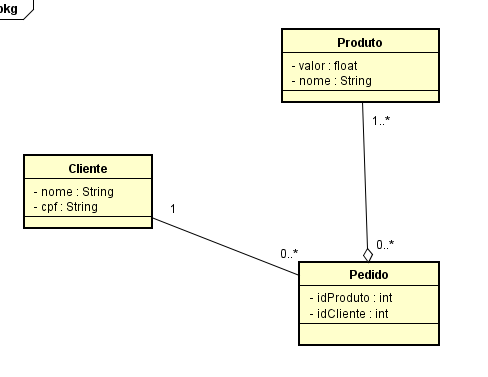 pkg
Produto
- valor : float
- nome : String
1..*
Cliente
- nome : String
- cpf : String
1
0..*
0..*
Pedido
- idProduto : int
- idCliente : int